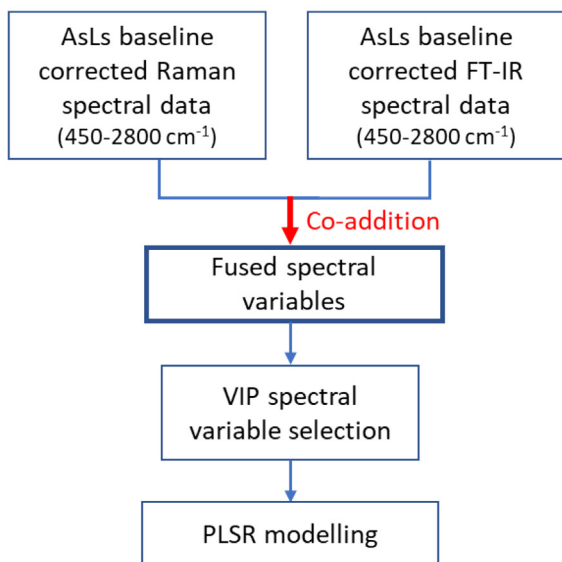 AsLs baseline
corrected Raman
spectral data
(450-2800 cm⁻¹)
AsLs baseline
corrected FT-IR
spectral data
(450-2800 cm⁻¹)
Co-addition
Fused spectral
variables
VIP spectral
variable selection
PLSR modelling